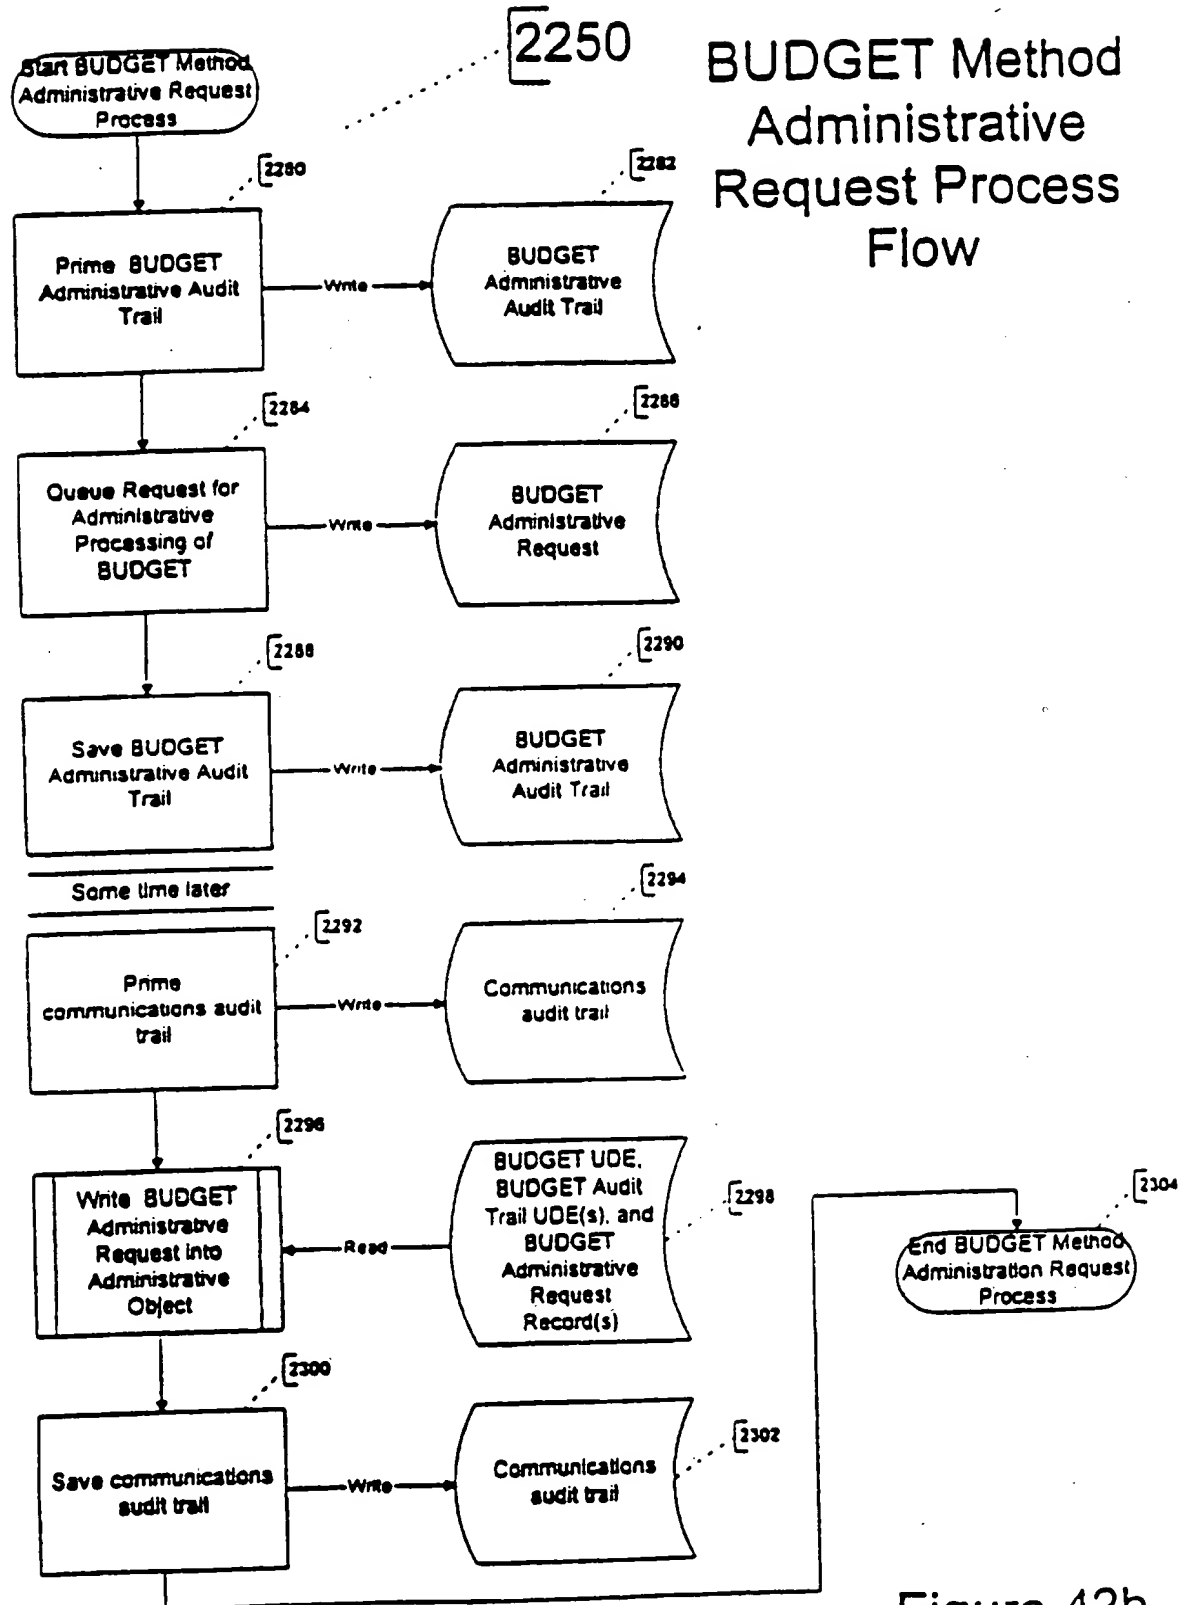 2250
BUDGET Method
Administrative
Request Process
Flow
Start BUDGET Method
Administrative Request
Process
2280
2282
Prime BUDGET
Administrative Audit
Trail
Write
BUDGET
Administrative
Audit Trail
2284
2286
Queue Request for
Administrative
Processing of
BUDGET
Write
BUDGET
Administrative
Request
2288
2290
Save BUDGET
Administrative Audit
Trail
Write
BUDGET
Administrative
Audit Trail
Some time later
2292
2294
Prime
communications audit
trail
Write
Communications
audit trail
2296
Write BUDGET
Administrative
Request into
Administrative
Object
Read
BUDGET UDE,
BUDGET Audit
Trail UDE(s), and
BUDGET
Administrative
Request
Record(s)
2298
2304
End BUDGET Method
Administration Request
Process
2300
Save communications
audit trail
Write
Communications
audit trail
2302
Figure 42b